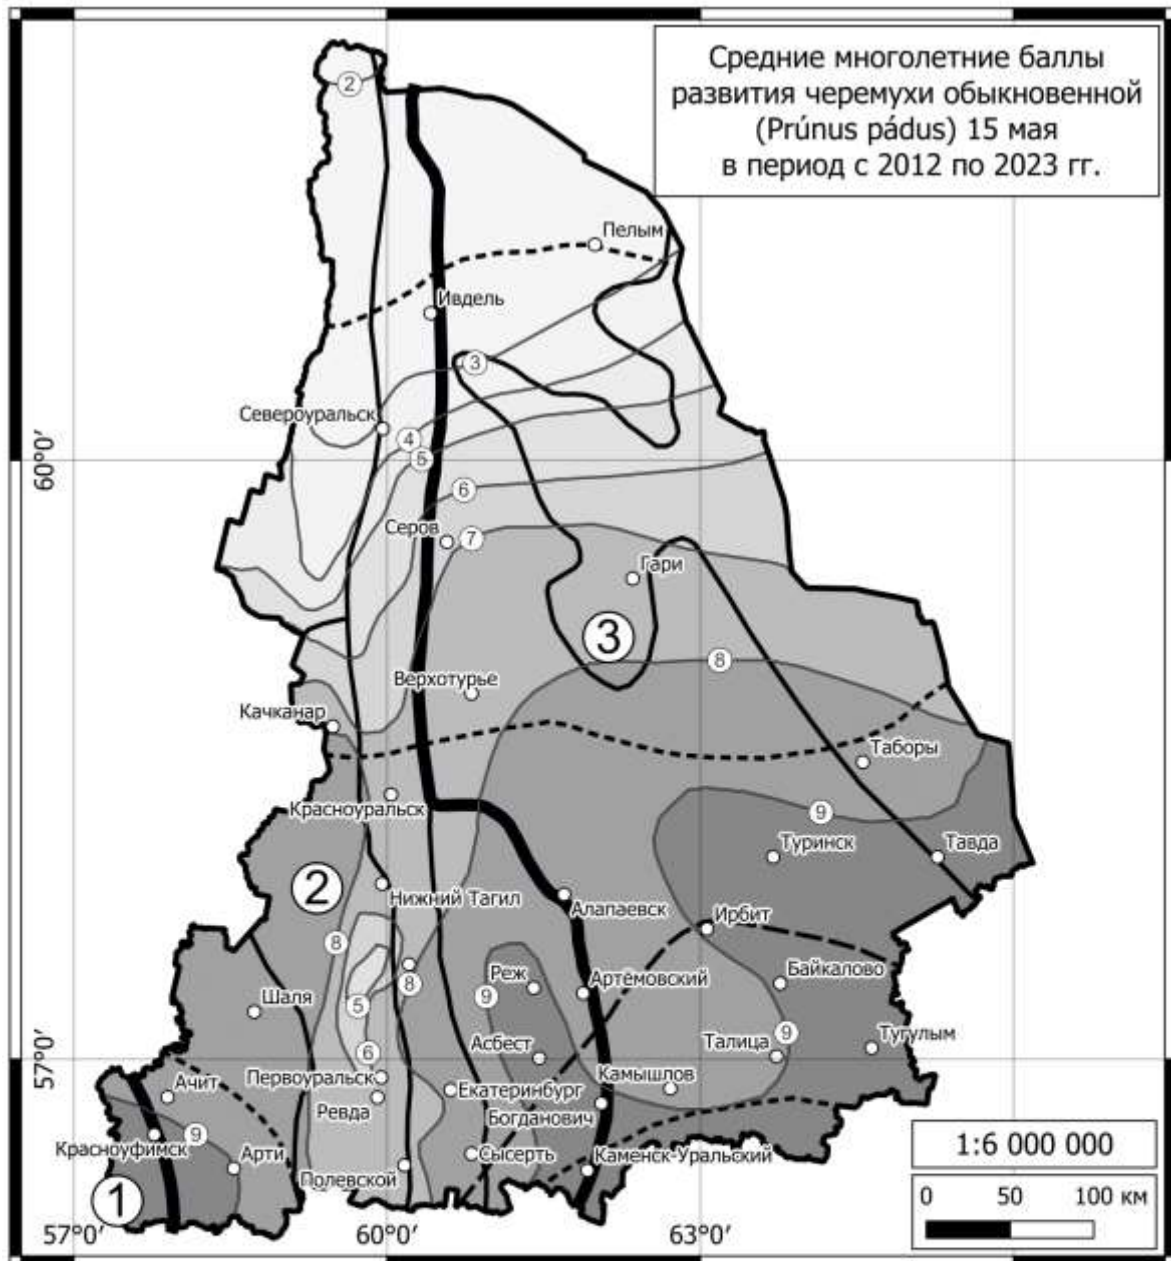 Средние многолетние баллы
развития черемухи обыкновенной
(Prúnus pádus) 15 мая
в период с 2012 по 2023 гг.
2
Пелым
Ивдель
3
Североуральск
4
60°0′
5
6
Серов
7
Гари
3
8
Верхотурье
Качканар
Таборы
Красноуральск
9
Туринск
Тавда
2
Нижний Тагил
Алапаевск
Ирбит
8
8
Реж
Артёмовский
Байкалово
9
Шаля
5
9
Тугулым
57°0′
6
Асбест
Талица
Ачит
Первоуральск
Екатеринбург
Камышлов
Ревда
Богданович
9
Красноуфимск
Арти
Сысерть
Каменск-Уральский
Полевской
1
1:6 000 000
0 50 100 км
57°0′ 60°0′ 63°0′